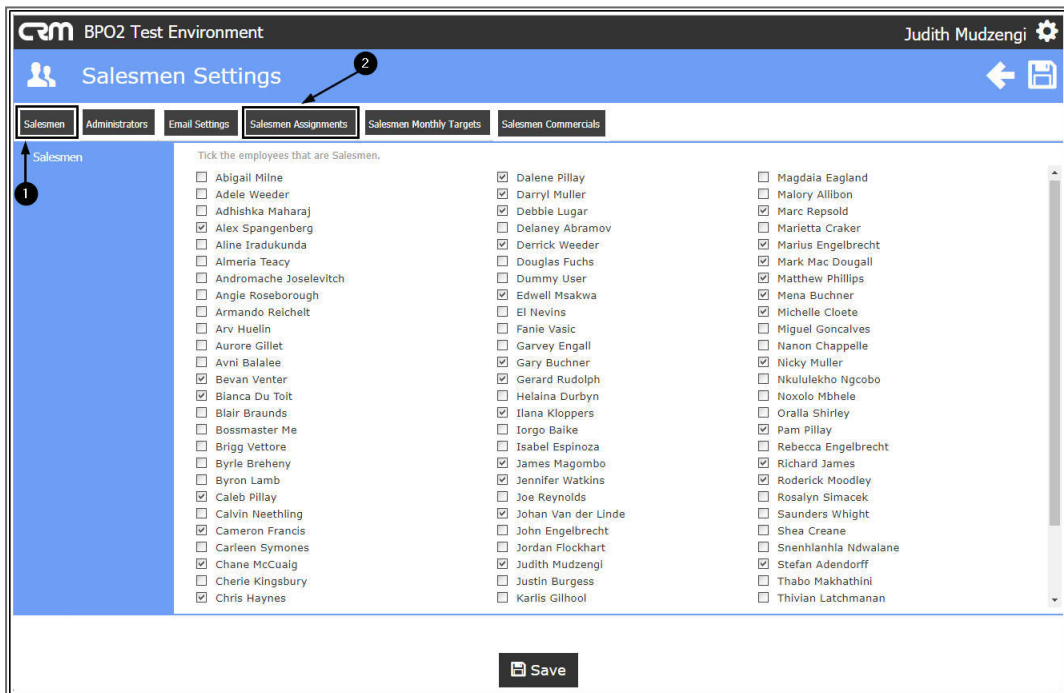 CRM BPO2 Test Environment
Judith Mudzengi
2
Salesmen Settings
Salesmen
Administrators
Email Settings
Salesmen Assignments
Salesmen Monthly Targets
Salesmen Commercials
1
Salesmen
Tick the employees that are Salesmen.
Abigail Milne
Adele Weeder
Adhishka Maharaj
Alex Spangenberg
Aline Iradukunda
Almeria Teacy
Andromache Joselevitch
Angie Roseborough
Armando Reichelt
Arv Huelin
Aurore Gillet
Avni Balalee
Bevan Venter
Bianca Du Toit
Blair Braunds
Bossmaster Me
Brigg Vettore
Byrle Breheny
Byron Lamb
Caleb Pillay
Calvin Neethling
Cameron Francis
Carleen Symones
Chane McCuaig
Cherie Kingsbury
Chris Haynes
Dalene Pillay
Darryl Muller
Debbie Lugar
Delaney Abramov
Derrick Weeder
Douglas Fuchs
Dummy User
Edwell Msakwa
El Nevins
Fanie Vasic
Garvey Engall
Gary Buchner
Gerard Rudolph
Helaina Durbyn
Ilana Kloppers
Iorgo Baike
Isabel Espinoza
James Magombo
Jennifer Watkins
Joe Reynolds
Johan Van der Linde
John Engelbrecht
Jordan Flockhart
Judith Mudzengi
Justin Burgess
Karlis Gilhool
Magdaia Eagland
Malory Allibon
Marc Repsold
Marietta Craker
Marius Engelbrecht
Mark Mac Dougall
Matthew Phillips
Mena Buchner
Michelle Cloete
Miguel Goncalves
Nanon Chappelle
Nicky Muller
Nkululekho Ngcobo
Noxolo Mbhele
Oralla Shirley
Pam Pillay
Rebecca Engelbrecht
Richard James
Roderick Moodley
Rosalyn Simacek
Saunders Whight
Shea Creane
Snenhlanhla Ndwalane
Stefan Adendorff
Thabo Makhathini
Thivian Latchmanan
Save